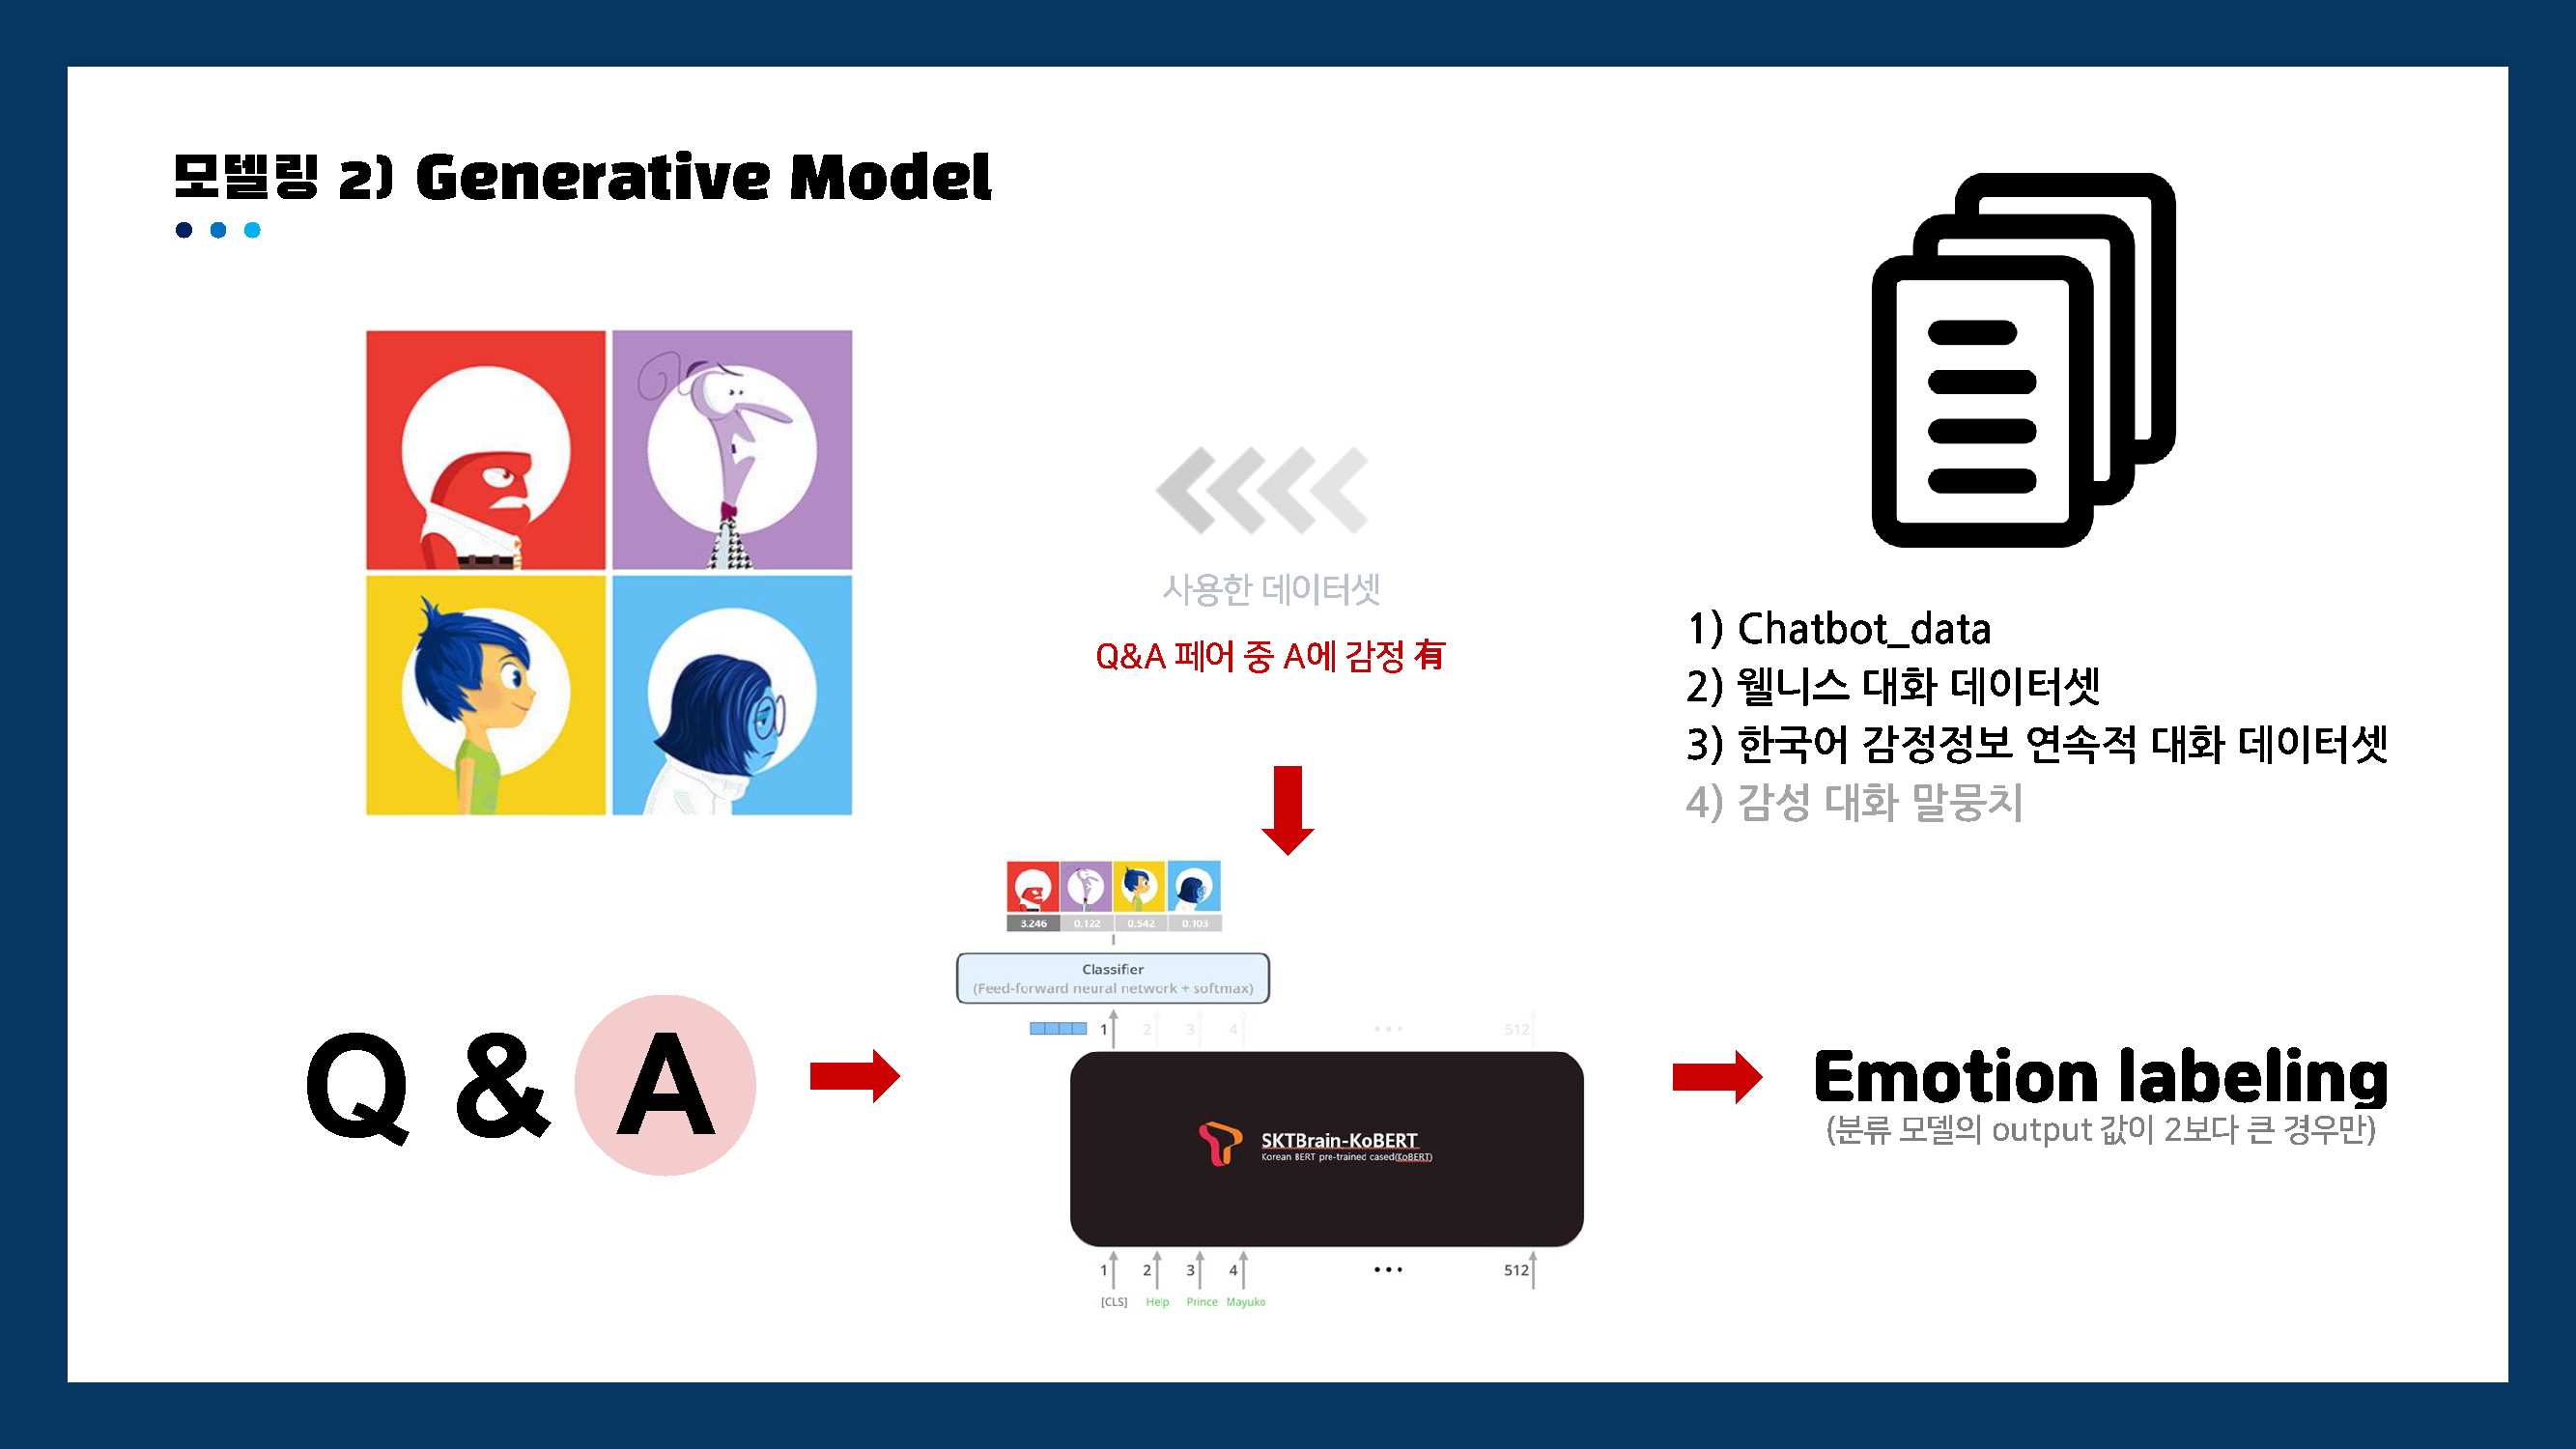 모델링 2) Generative Model
사용한 데이터셋
Q&A 페어 중 A에 감정 有
1) Chatbot_data
2) 웰니스 대화 데이터셋
3) 한국어 감정정보 연속적 대화 데이터셋
4) 감성 대화 말뭉치
3.246 0.122 0.542 0.103
Classifier
(Feed-forward neural network + softmax)
1 2 3 4 ••• 512
Q & A
SKTBrain-KoBERT
Korean BERT pre-trained cased(KoBERT)
Emotion labeling
(분류 모델의 output 값이 2보다 큰 경우만)
1 2 3 4 ••• 512
[CLS] Help Prince Mayuko